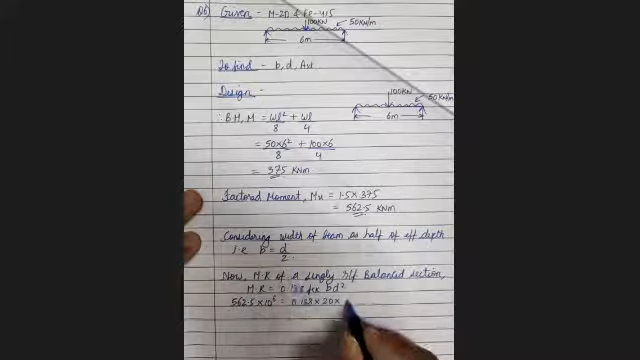 Q5) Given - M-20 & Fe-415
100KN
50KN/m
6m
To find - b, d, Ast
Design -
100KN
50KN/m
6m
∴ BM, M = wl²/8 + wl/4
= 50×6²/8 + 100×6/4
= 375 KNm
Factored Moment, Mu = 1.5 × 375
= 562.5 KNm
Considering width of beam as half of eff depth
i.e b = d/2
Now, M.R of a singly r/f Balanced section,
M.R = 0.138 fck bd²
562.5×10⁶ = 0.138 × 20 ×